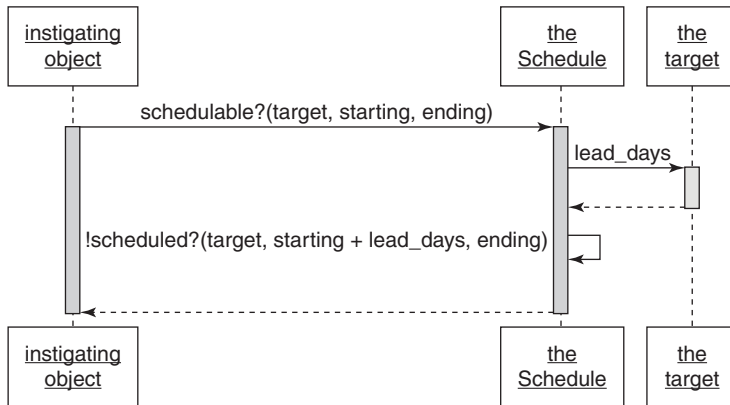 instigating
object
the
Schedule
the
target
schedulable?(target, starting, ending)
lead_days
!scheduled?(target, starting + lead_days, ending)
instigating
object
the
Schedule
the
target